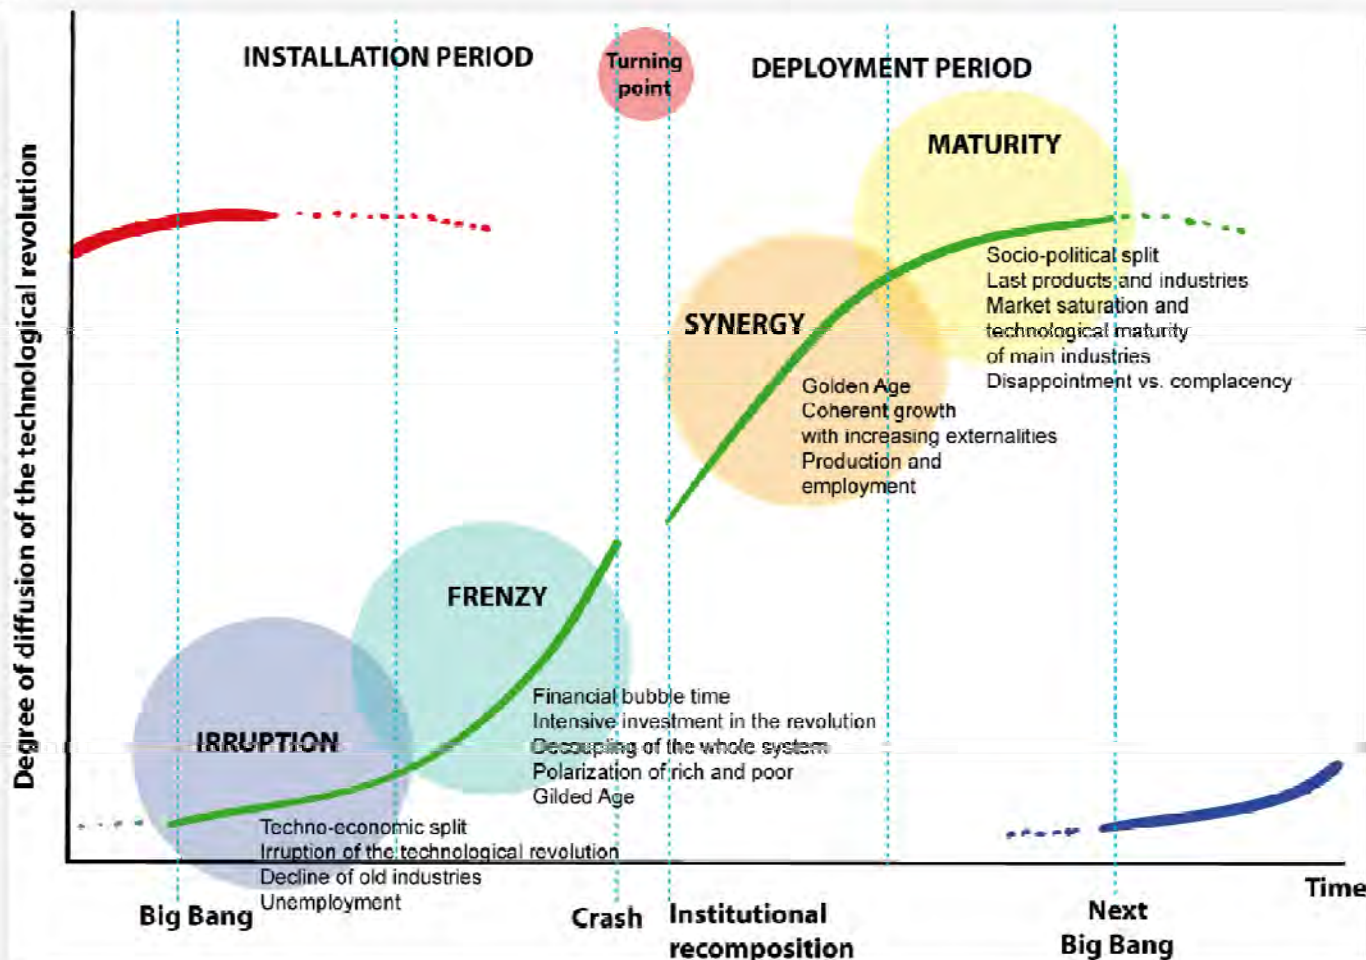 INSTALLATION PERIOD
Turning
point
DEPLOYMENT PERIOD
MATURITY
Degree of diffusion of the technological revolution
Socio-political split
Last products and industries
Market saturation and
technological maturity
of main industries
Disappointment vs. complacency
SYNERGY
Golden Age
Coherent growth
with increasing externalities
Production and
employment
FRENZY
Financial bubble time
Intensive investment in the revolution
Decoupling of the whole system
Polarization of rich and poor
Gilded Age
IRRUPTION
Techno-economic split
Irruption of the technological revolution
Decline of old industries
Unemployment
Time
Big Bang
Crash
Institutional
recomposition
Next
Big Bang